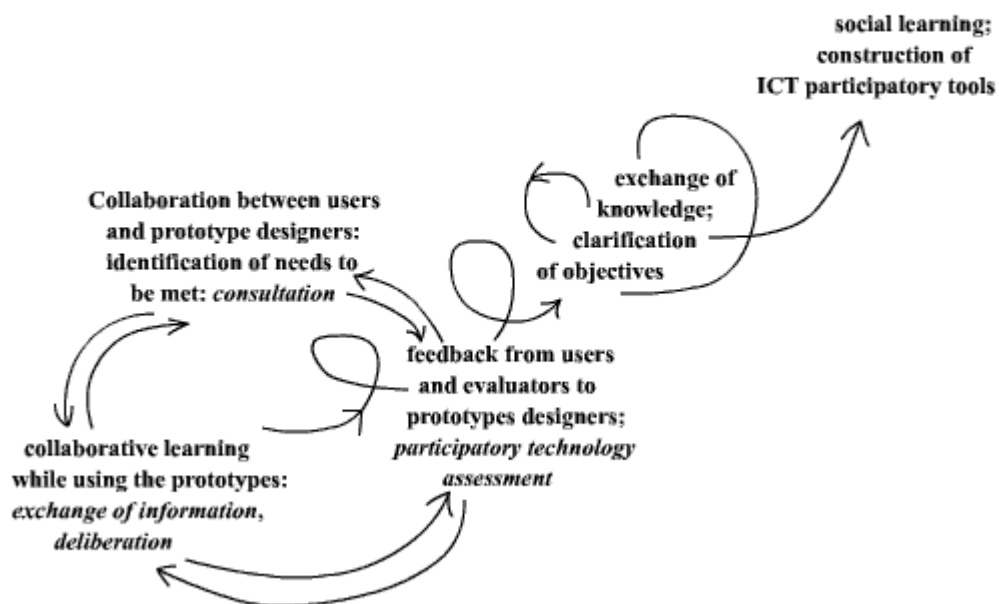 social learning;
construction of
ICT participatory tools
exchange of
knowledge;
clarification
of objectives
Collaboration between users
and prototype designers:
identification of needs to
be met: consultation
feedback from users
and evaluators to
prototypes designers;
participatory technology
assessment
collaborative learning
while using the prototypes:
exchange of information,
deliberation